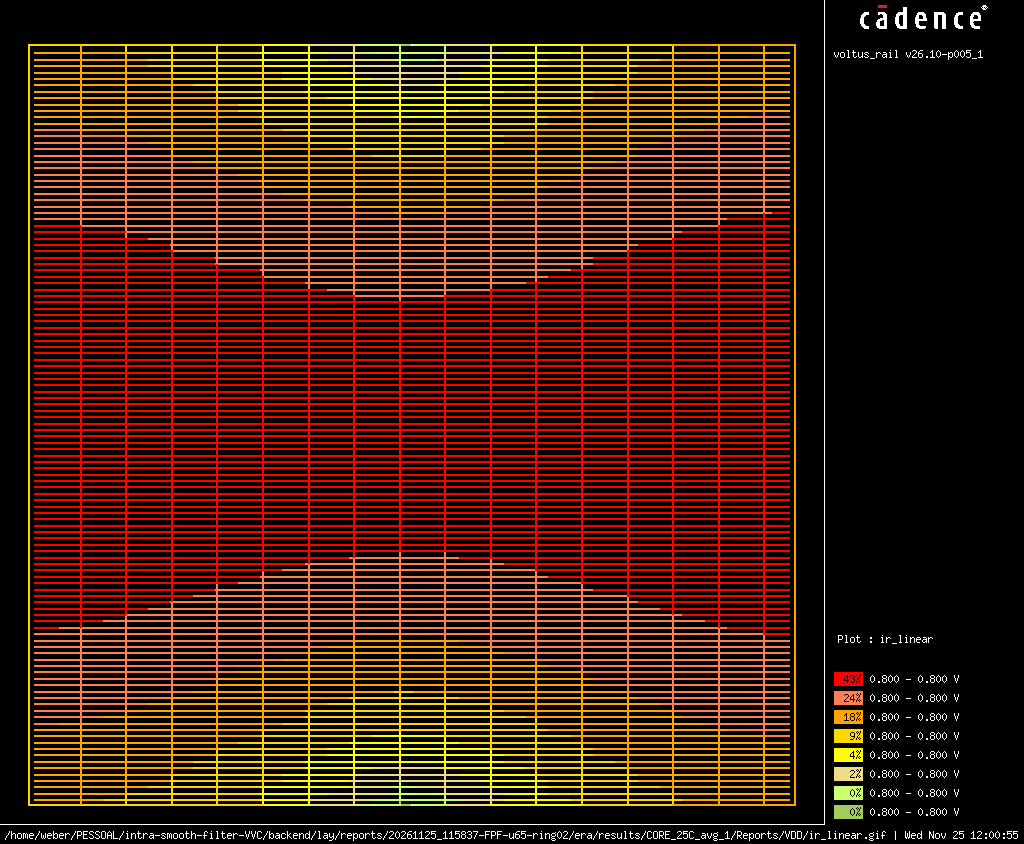 cādence®
voltus_rail v26.10-p005_1
Plot : ir_linear
43% 0.800 - 0.800 V
24% 0.800 - 0.800 V
18% 0.800 - 0.800 V
9% 0.800 - 0.800 V
4% 0.800 - 0.800 V
2% 0.800 - 0.800 V
0% 0.800 - 0.800 V
0% 0.800 - 0.800 V
/home/weber/PESSOAL/intra-smooth-filter-VVC/backend/lay/reports/20261125_115837-FPF-u65-ring02/era/results/CORE_25C_avg_1/Reports/VDD/ir_linear.gif | Wed Nov 25 12:00:55